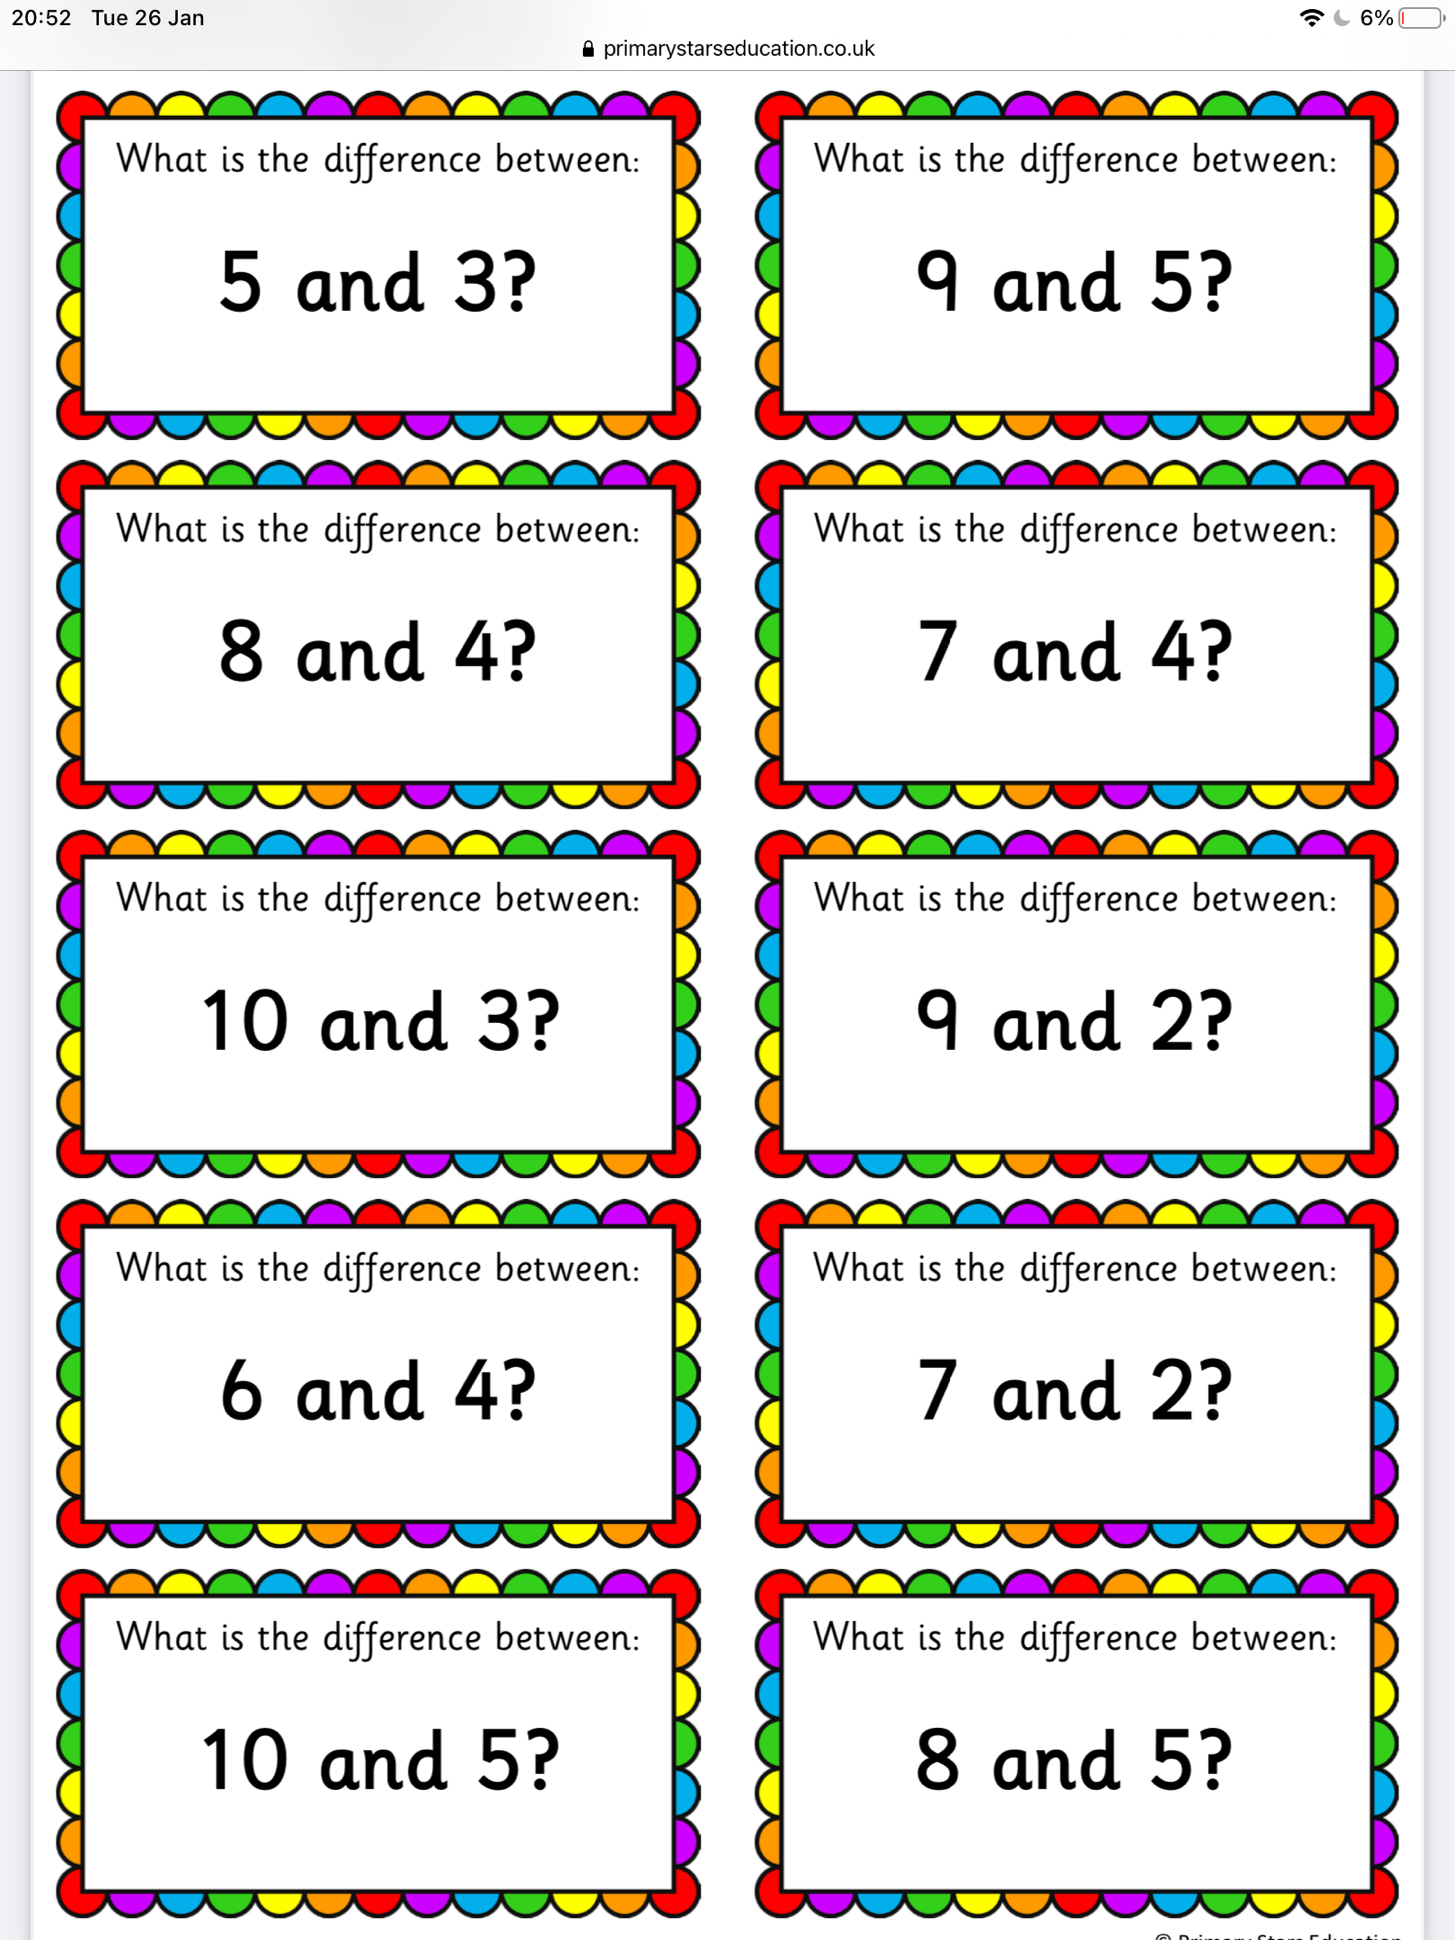 20:52 Tue 26 Jan
6%
primarystarseducation.co.uk
What is the difference between:
5 and 3?
What is the difference between:
9 and 5?
What is the difference between:
8 and 4?
What is the difference between:
7 and 4?
What is the difference between:
10 and 3?
What is the difference between:
9 and 2?
What is the difference between:
6 and 4?
What is the difference between:
7 and 2?
What is the difference between:
10 and 5?
What is the difference between:
8 and 5?
© Primary Stars Education